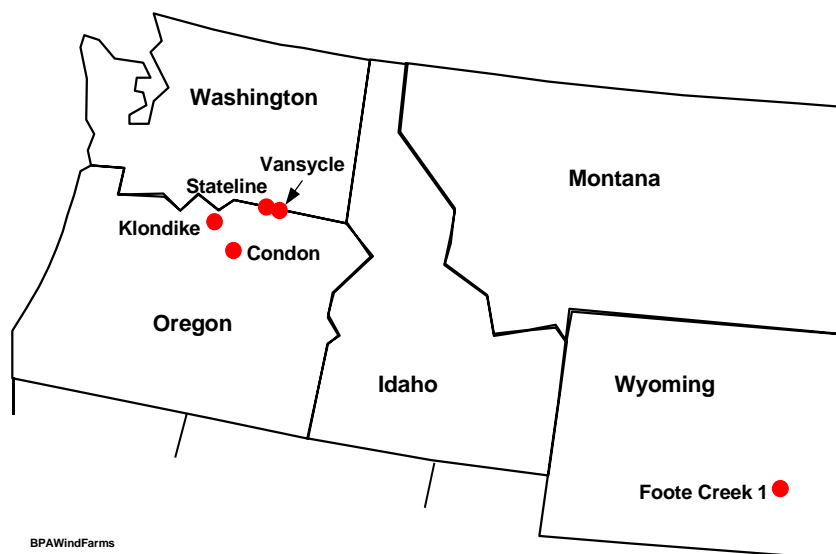 Washington
Vansycle
Stateline
Montana
Klondike
Condon
Oregon
Idaho
Wyoming
Foote Creek 1
BPAWindFarms